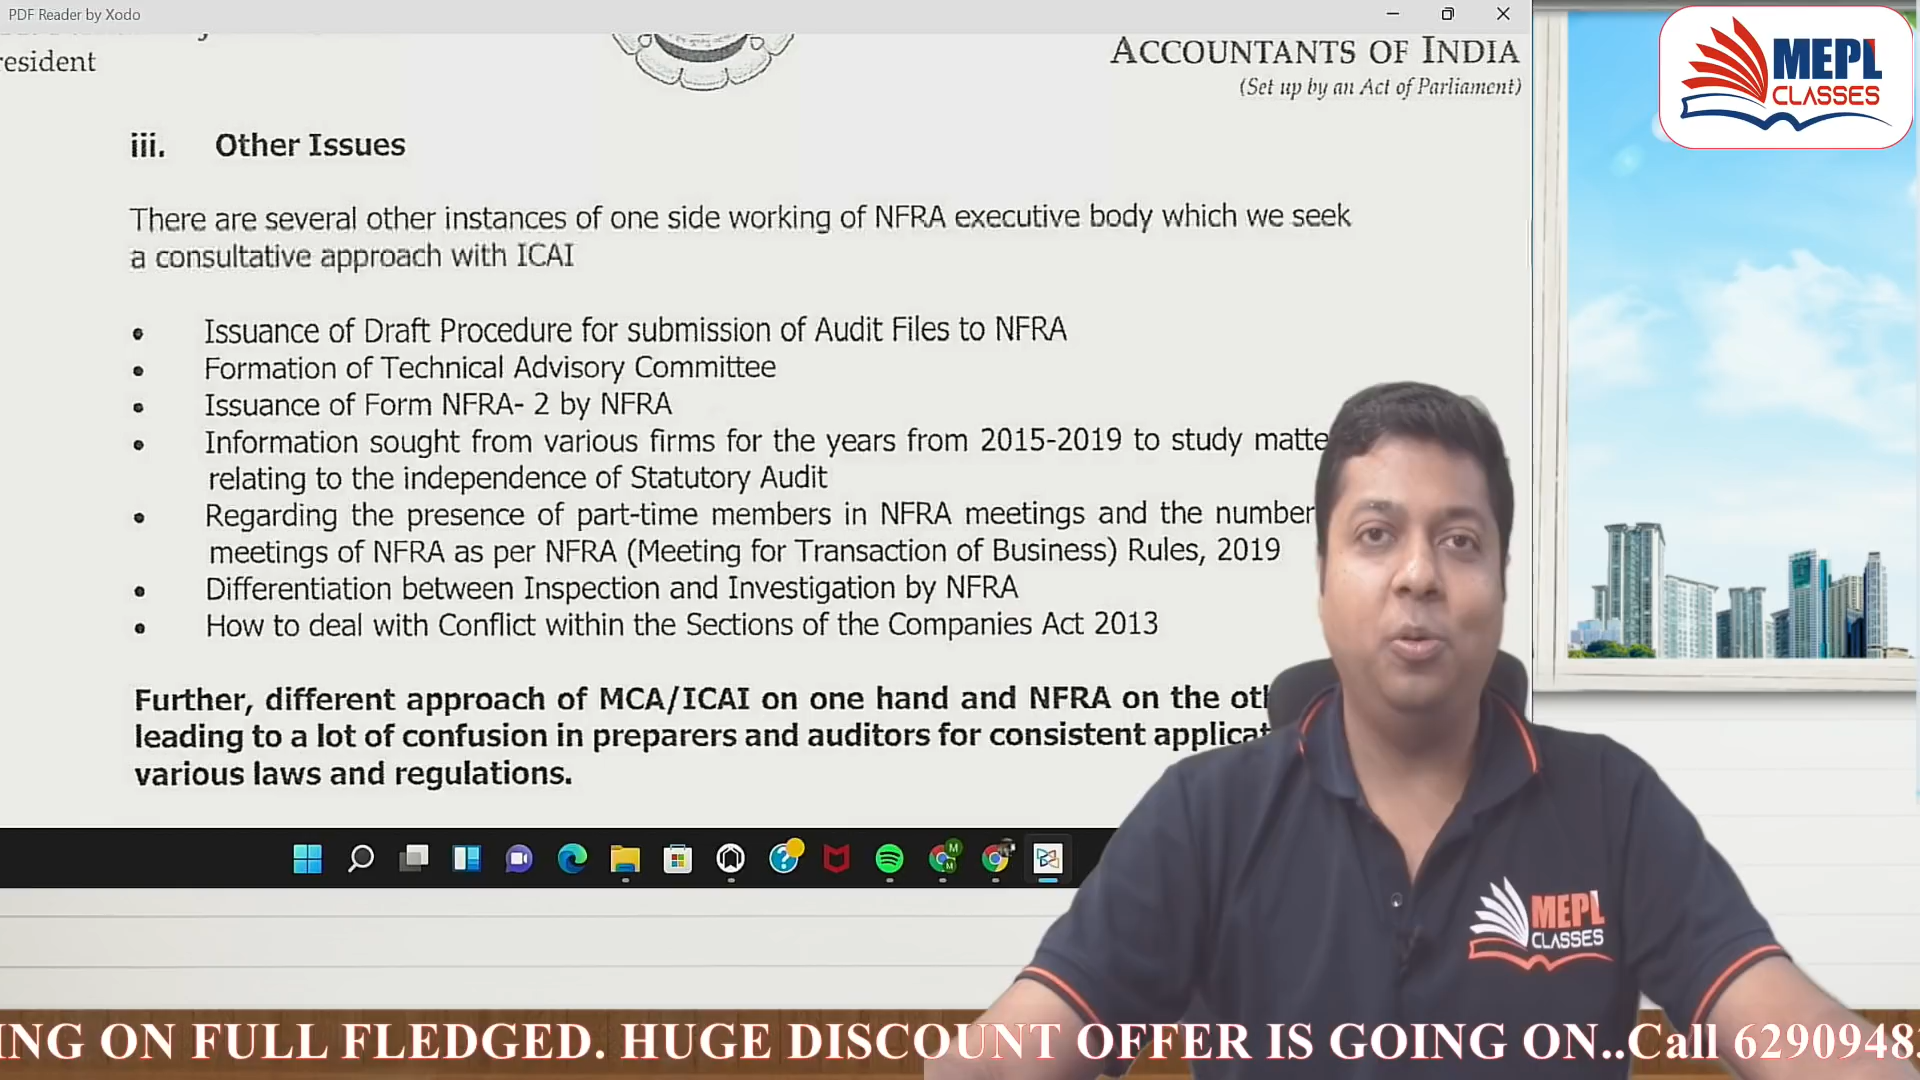 PDF Reader by Xodo
resident
ACCOUNTANTS OF INDIA
(Set up by an Act of Parliament)
MEPL
CLASSES
iii. Other Issues
There are several other instances of one side working of NFRA executive body which we seek
a consultative approach with ICAI
• Issuance of Draft Procedure for submission of Audit Files to NFRA
• Formation of Technical Advisory Committee
• Issuance of Form NFRA- 2 by NFRA
• Information sought from various firms for the years from 2015-2019 to study matte
relating to the independence of Statutory Audit
• Regarding the presence of part-time members in NFRA meetings and the number
meetings of NFRA as per NFRA (Meeting for Transaction of Business) Rules, 2019
• Differentiation between Inspection and Investigation by NFRA
• How to deal with Conflict within the Sections of the Companies Act 2013
Further, different approach of MCA/ICAI on one hand and NFRA on the oth
leading to a lot of confusion in preparers and auditors for consistent applicat
various laws and regulations.
MEPL
CLASSES
ING ON FULL FLEDGED. HUGE DISCOUNT OFFER IS GOING ON..Call 6290948